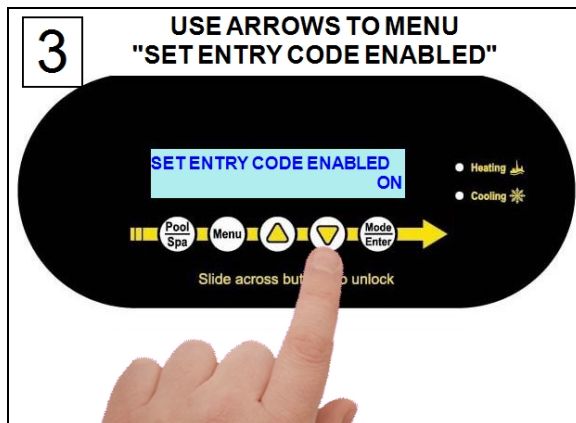 3
USE ARROWS TO MENU
"SET ENTRY CODE ENABLED"
SET ENTRY CODE ENABLED
ON
Heating
Cooling
Pool
Spa
Menu
Mode
Enter
Slide across but o unlock